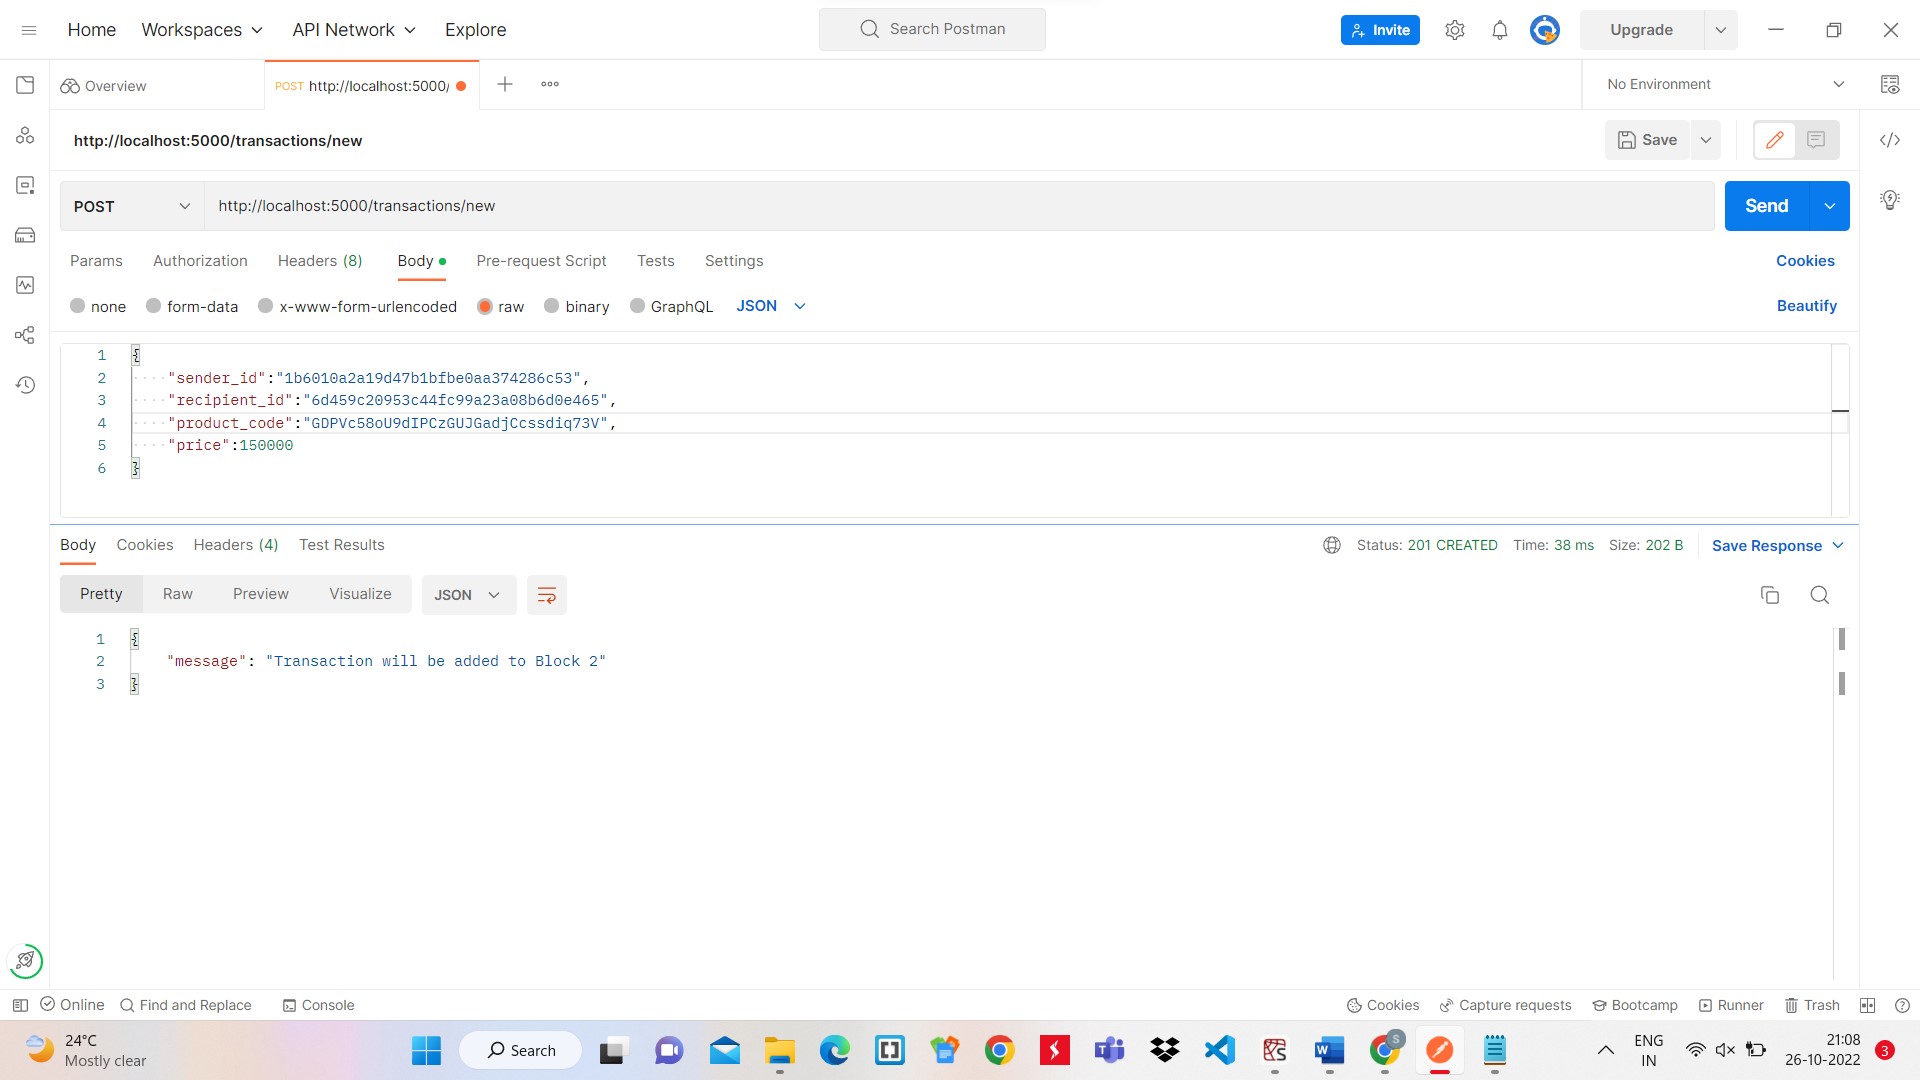 Home Workspaces API Network Explore Search Postman Invite Upgrade
Overview POST http://localhost:5000/ No Environment
http://localhost:5000/transactions/new Save
POST http://localhost:5000/transactions/new Send
Params Authorization Headers (8) Body Pre-request Script Tests Settings Cookies
none form-data x-www-form-urlencoded raw binary GraphQL JSON Beautify
1 {
2 "sender_id":"1b6010a2a19d47b1bfbe0aa374286c53",
3 "recipient_id":"6d459c20953c44fc99a23a08b6d0e465",
4 "product_code":"GDPVc58oU9dIPCzGUJGadjCcssdiq73V",
5 "price":150000
6 }
Body Cookies Headers (4) Test Results Status: 201 CREATED Time: 38 ms Size: 202 B Save Response
Pretty Raw Preview Visualize JSON
1 {
2 "message": "Transaction will be added to Block 2"
3 }
Online Find and Replace Console Cookies Capture requests Bootcamp Runner Trash
24°C
Mostly clear
Search
S
ENG
IN
21:08
26-10-2022
3